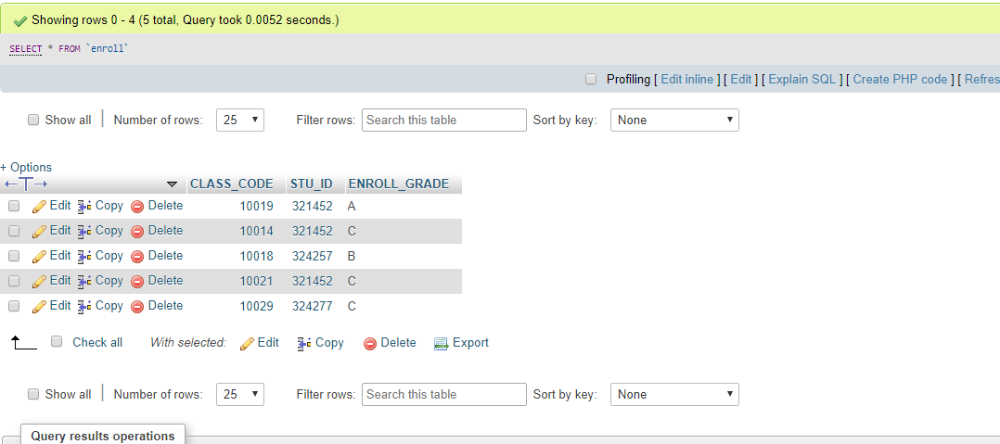 Showing rows 0 - 4 (5 total, Query took 0.0052 seconds.)
SELECT * FROM `enroll`
Profiling [ Edit inline ] [ Edit ] [ Explain SQL ] [ Create PHP code ] [ Refres
Show all | Number of rows: 25 Filter rows: Search this table Sort by key: None
+ Options
←T→ CLASS_CODE STU_ID ENROLL_GRADE
Edit Copy Delete 10019 321452 A
Edit Copy Delete 10014 321452 C
Edit Copy Delete 10018 324257 B
Edit Copy Delete 10021 321452 C
Edit Copy Delete 10029 324277 C
Check all With selected: Edit Copy Delete Export
Show all | Number of rows: 25 Filter rows: Search this table Sort by key: None
Query results operations